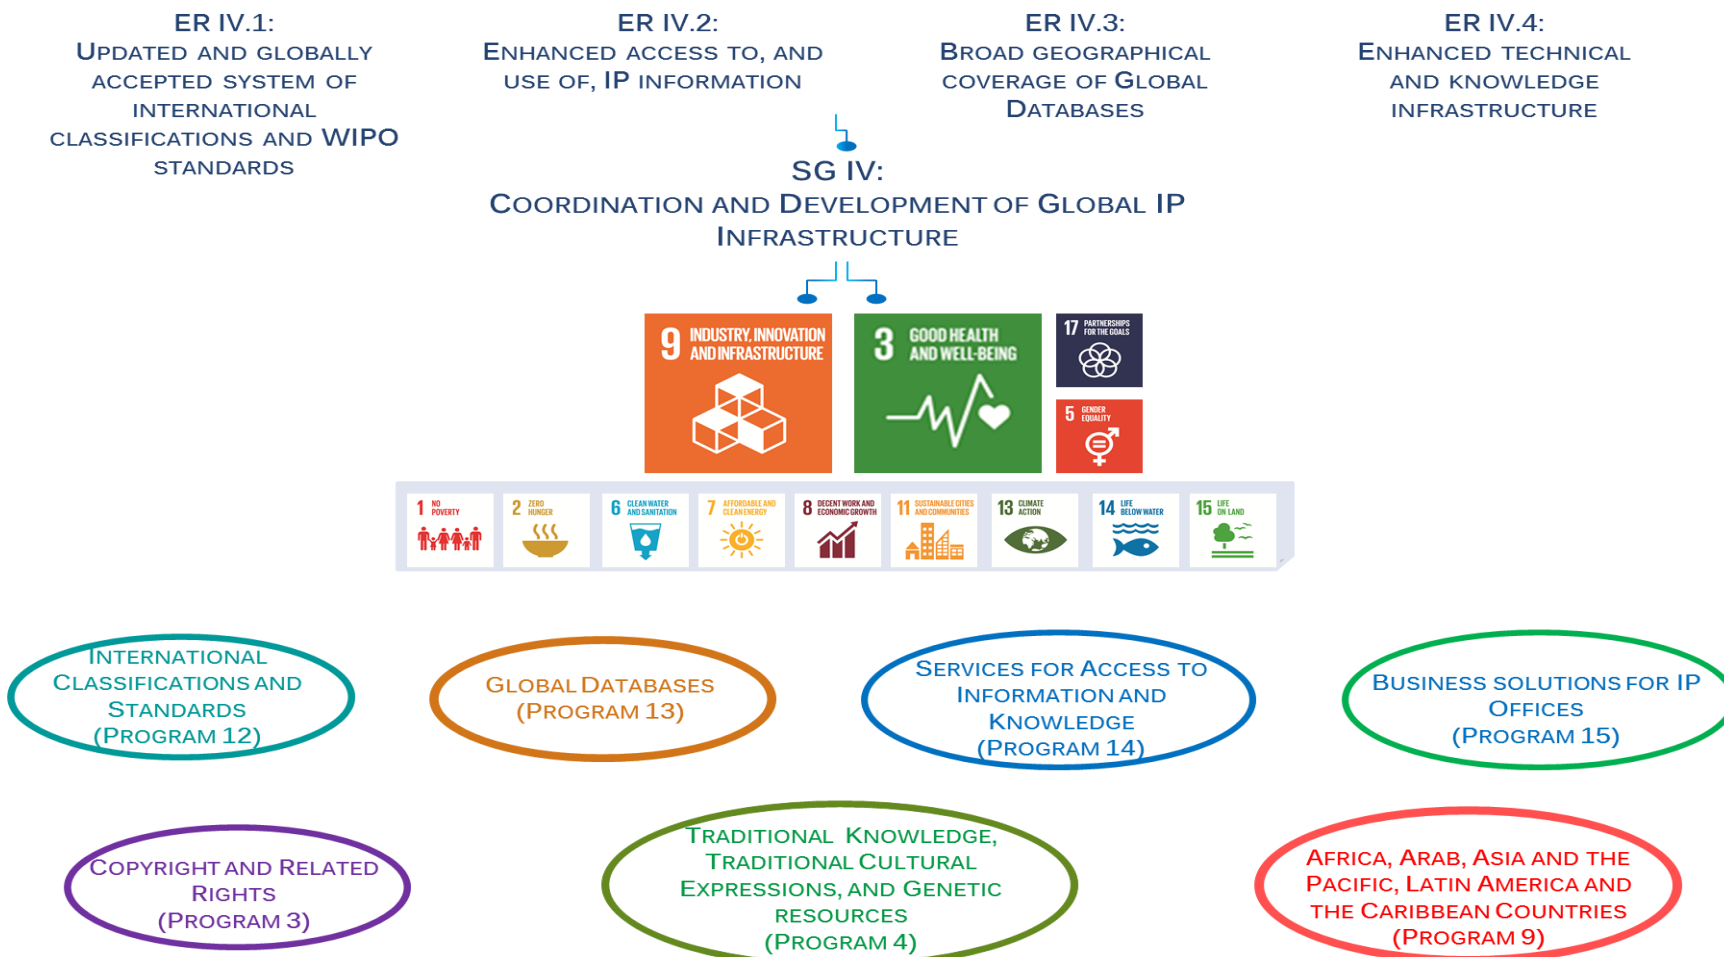 ER IV.1:
UPDATED AND GLOBALLY
ACCEPTED SYSTEM OF
INTERNATIONAL
CLASSIFICATIONS AND WIPO
STANDARDS
ER IV.2:
ENHANCED ACCESS TO, AND
USE OF, IP INFORMATION
ER IV.3:
BROAD GEOGRAPHICAL
COVERAGE OF GLOBAL
DATABASES
ER IV.4:
ENHANCED TECHNICAL
AND KNOWLEDGE
INFRASTRUCTURE
SG IV:
COORDINATION AND DEVELOPMENT OF GLOBAL IP
INFRASTRUCTURE
9 INDUSTRY, INNOVATION
AND INFRASTRUCTURE
3 GOOD HEALTH
AND WELL-BEING
17 PARTNERSHIPS
FOR THE GOALS
5 GENDER
EQUALITY
1 NO
POVERTY
2 ZERO
HUNGER
6 CLEAN WATER
AND SANITATION
7 AFFORDABLE AND
CLEAN ENERGY
8 DECENT WORK AND
ECONOMIC GROWTH
11 SUSTAINABLE CITIES
AND COMMUNITIES
13 CLIMATE
ACTION
14 LIFE
BELOW WATER
15 LIFE
ON LAND
INTERNATIONAL
CLASSIFICATIONS AND
STANDARDS
(PROGRAM 12)
GLOBAL DATABASES
(PROGRAM 13)
SERVICES FOR ACCESS TO
INFORMATION AND
KNOWLEDGE
(PROGRAM 14)
BUSINESS SOLUTIONS FOR IP
OFFICES
(PROGRAM 15)
COPYRIGHT AND RELATED
RIGHTS
(PROGRAM 3)
TRADITIONAL KNOWLEDGE,
TRADITIONAL CULTURAL
EXPRESSIONS, AND GENETIC
RESOURCES
(PROGRAM 4)
AFRICA, ARAB, ASIA AND THE
PACIFIC, LATIN AMERICA AND
THE CARIBBEAN COUNTRIES
(PROGRAM 9)